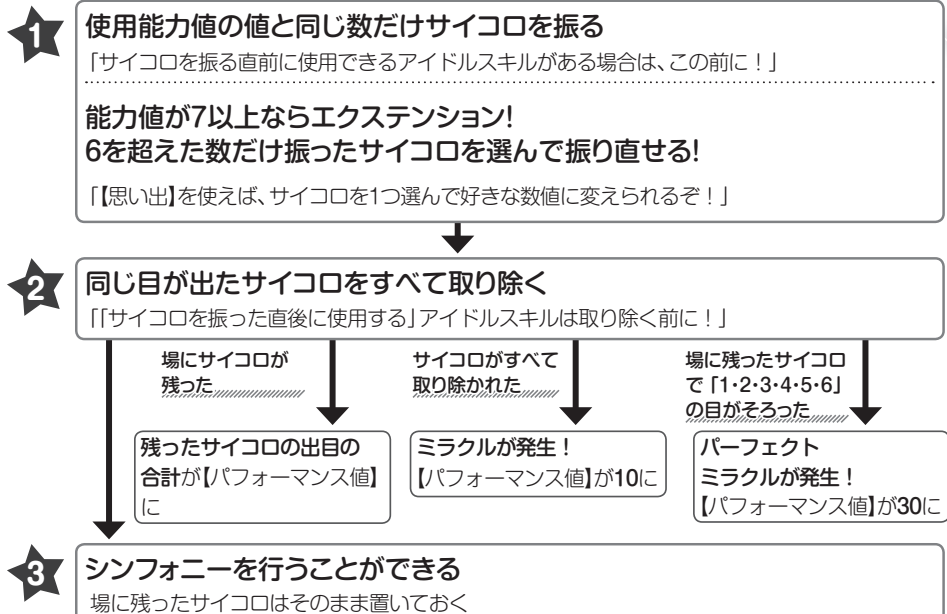 1
使用能力値の値と同じ数だけサイコロを振る
「サイコロを振る直前に使用できるアイドルスキルがある場合は、この前に！」
能力値が7以上ならエクステンション!
6を超えた数だけ振ったサイコロを選んで振り直せる!
「【思い出】を使えば、サイコロを1つ選んで好きな数値に変えられるぞ！」
2
同じ目が出たサイコロをすべて取り除く
「「サイコロを振った直後に使用する」アイドルスキルは取り除く前に！」
場にサイコロが
残った
残ったサイコロの出目の
合計が【パフォーマンス値】
に
サイコロがすべて
取り除かれた
ミラクルが発生！
【パフォーマンス値】が10に
場に残ったサイコロ
で「1・2・3・4・5・6」
の目がそろった
パーフェクト
ミラクルが発生！
【パフォーマンス値】が30に
3
シンフォニーを行うことができる
場に残ったサイコロはそのまま置いておく